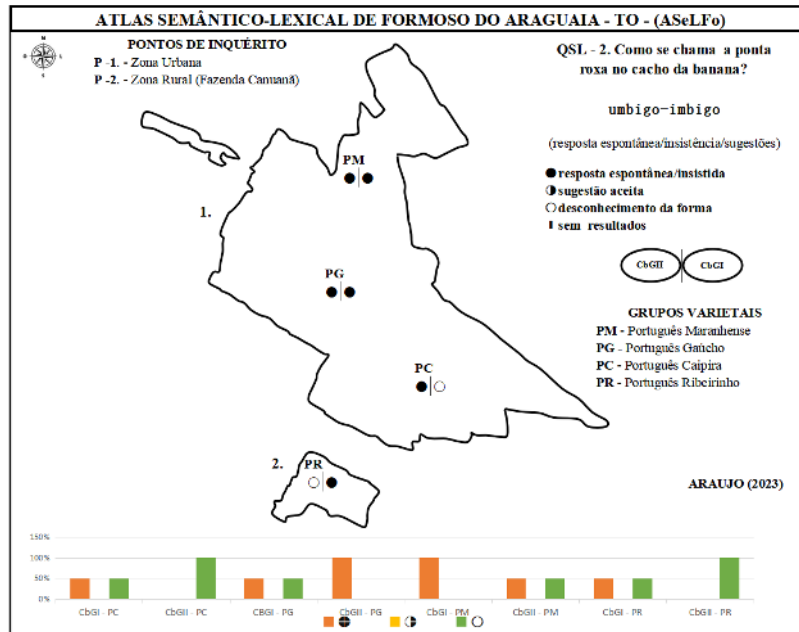 ATLAS SEMÂNTICO-LEXICAL DE FORMOSO DO ARAGUAIA - TO - (ASeLFo)
PONTOS DE INQUÉRITO
P -1. - Zona Urbana
P -2. - Zona Rural (Fazenda Canuanã)
QSL - 2. Como se chama a ponta
roxa no cacho da banana?
umbigo-imbigo
(resposta espontânea/insistência/sugestões)
resposta espontânea/insistida
sugestão aceita
desconhecimento da forma
sem resultados
CbGII CbGI
GRUPOS VARIETAIS
PM - Português Maranhense
PG - Português Gaúcho
PC - Português Caipira
PR - Português Ribeirinho
PM
1.
PG
PC
2. PR
ARAUJO (2023)
150%
100%
50%
0%
CbGI - PC CbGII - PC CBGI - PG CbGII - PG CbGI - PM CbGII - PM CbGI - PR CbGII - PR